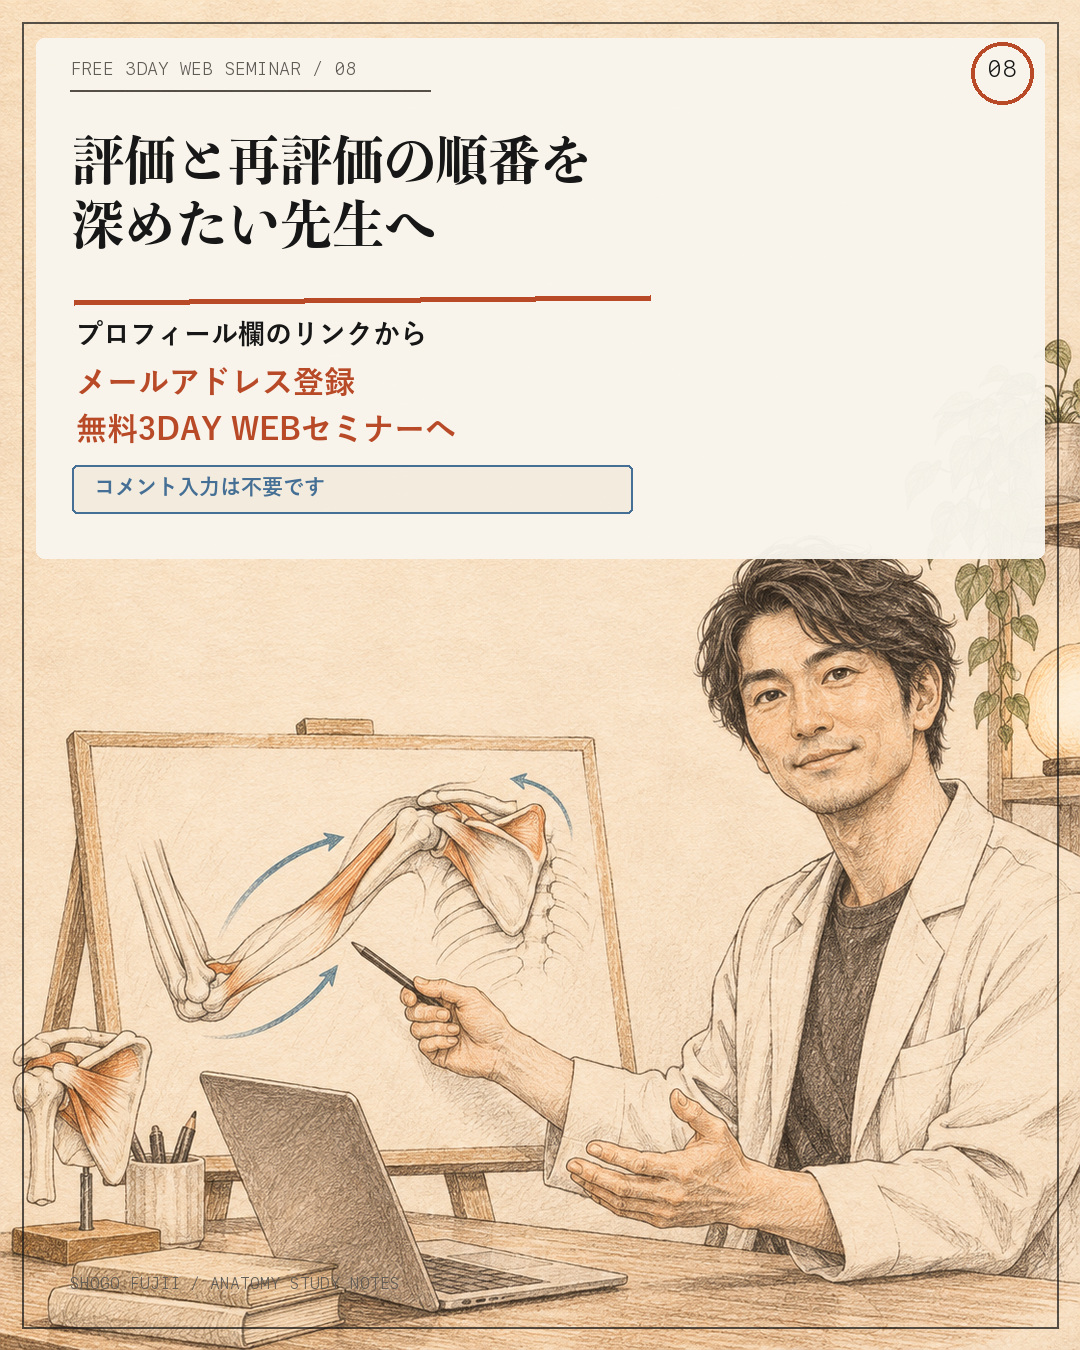 FREE 3DAY WEB SEMINAR / 08
08
評価と再評価の順番を
深めたい先生へ
プロフィール欄のリンクから
メールアドレス登録
無料3DAY WEBセミナーへ
コメント入力は不要です
SHOGO FUJII / ANATOMY STUDY NOTES